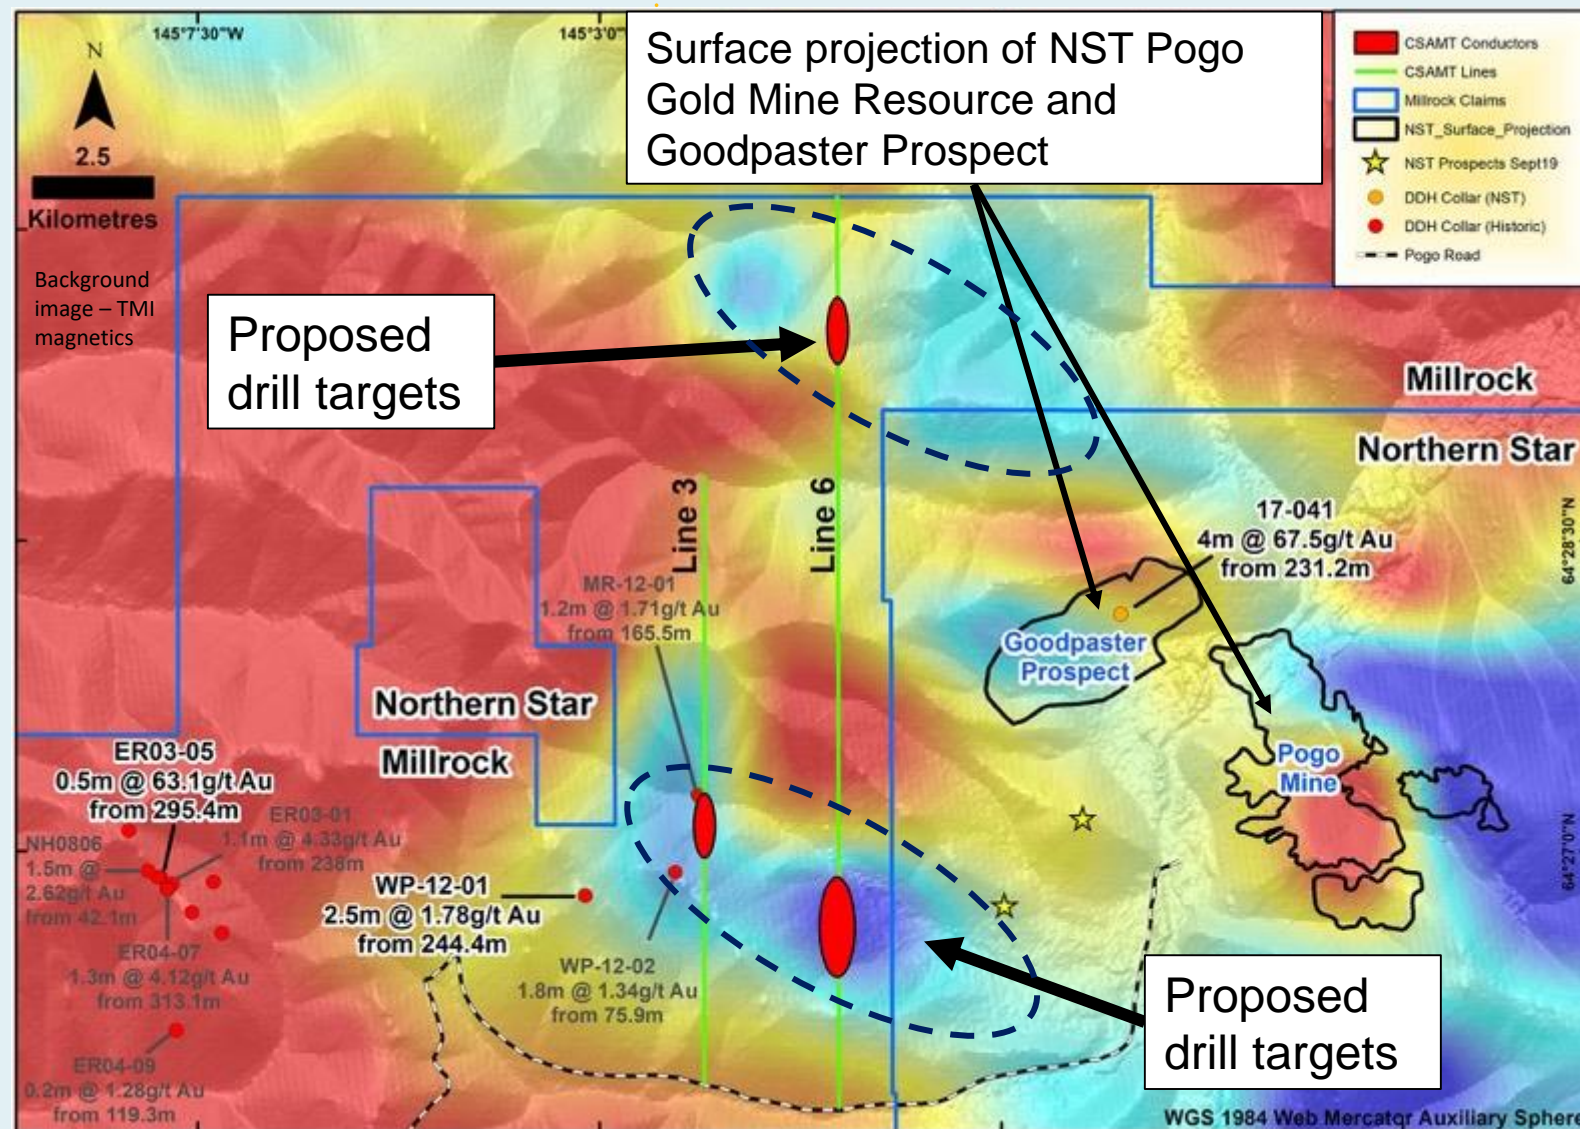 145°7'30"W
145°3'0"
Surface projection of NST Pogo
Gold Mine Resource and
Goodpaster Prospect
CSAMT Conductors
CSAMT Lines
Millrock Claims
NST_Surface_Projection
NST Prospects Sept19
DDH Collar (NST)
DDH Collar (Historic)
Pogo Road
N
2.5
Kilometres
Background
image – TMI
magnetics
Proposed
drill targets
Millrock
Northern Star
Line 3
Line 6
17-041
4m @ 67.5g/t Au
from 231.2m
64°28'30"N
MR-12-01
1.2m @ 1.71g/t Au
from 165.5m
Goodpaster
Prospect
Northern Star
Millrock
Pogo
Mine
ER03-05
0.5m @ 63.1g/t Au
from 295.4m
ER03-01
1.1m @ 4.33g/t Au
from 238m
NH0806
1.5m @
2.62g/t Au
from 42.1m
64°27'0"N
WP-12-01
2.5m @ 1.78g/t Au
from 244.4m
ER04-07
1.3m @ 4.12g/t Au
from 313.1m
WP-12-02
1.8m @ 1.34g/t Au
from 75.9m
Proposed
drill targets
ER04-09
0.2m @ 1.28g/t Au
from 119.3m
WGS 1984 Web Mercator Auxiliary Sphere